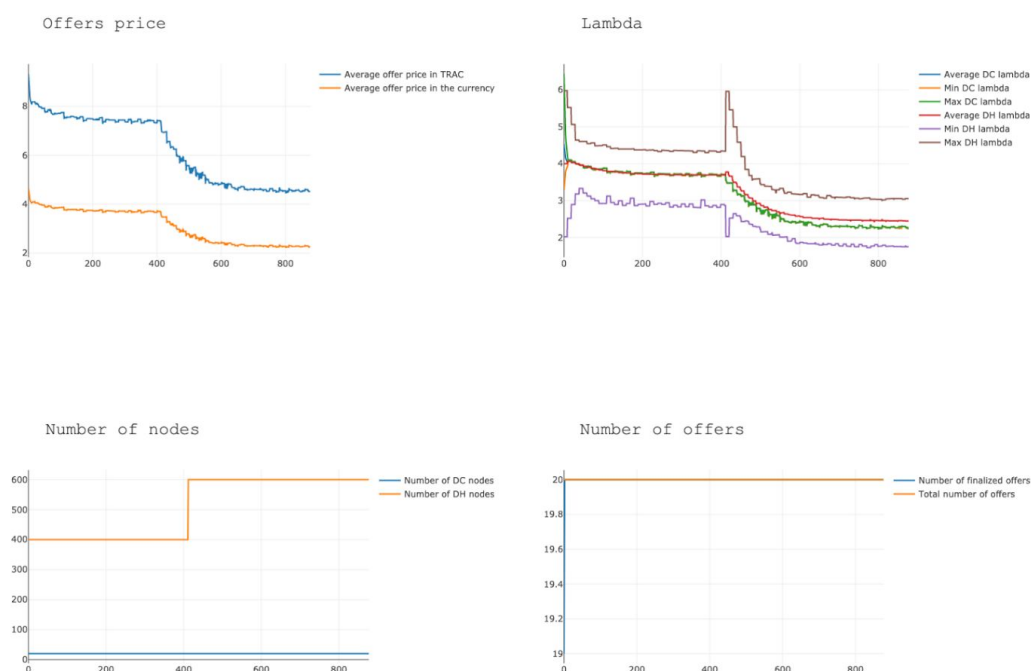 Offers price
8
6
4
2
0 200 400 600 800
Average offer price in TRAC
Average offer price in the currency
Lambda
6
5
4
3
2
0 200 400 600 800
Average DC lambda
Min DC lambda
Max DC lambda
Average DH lambda
Min DH lambda
Max DH lambda
Number of nodes
600
500
400
300
200
100
0
0 200 400 600 800
Number of DC nodes
Number of DH nodes
Number of offers
20
19.8
19.6
19.4
19.2
19
0 200 400 600 800
Number of finalized offers
Total number of offers